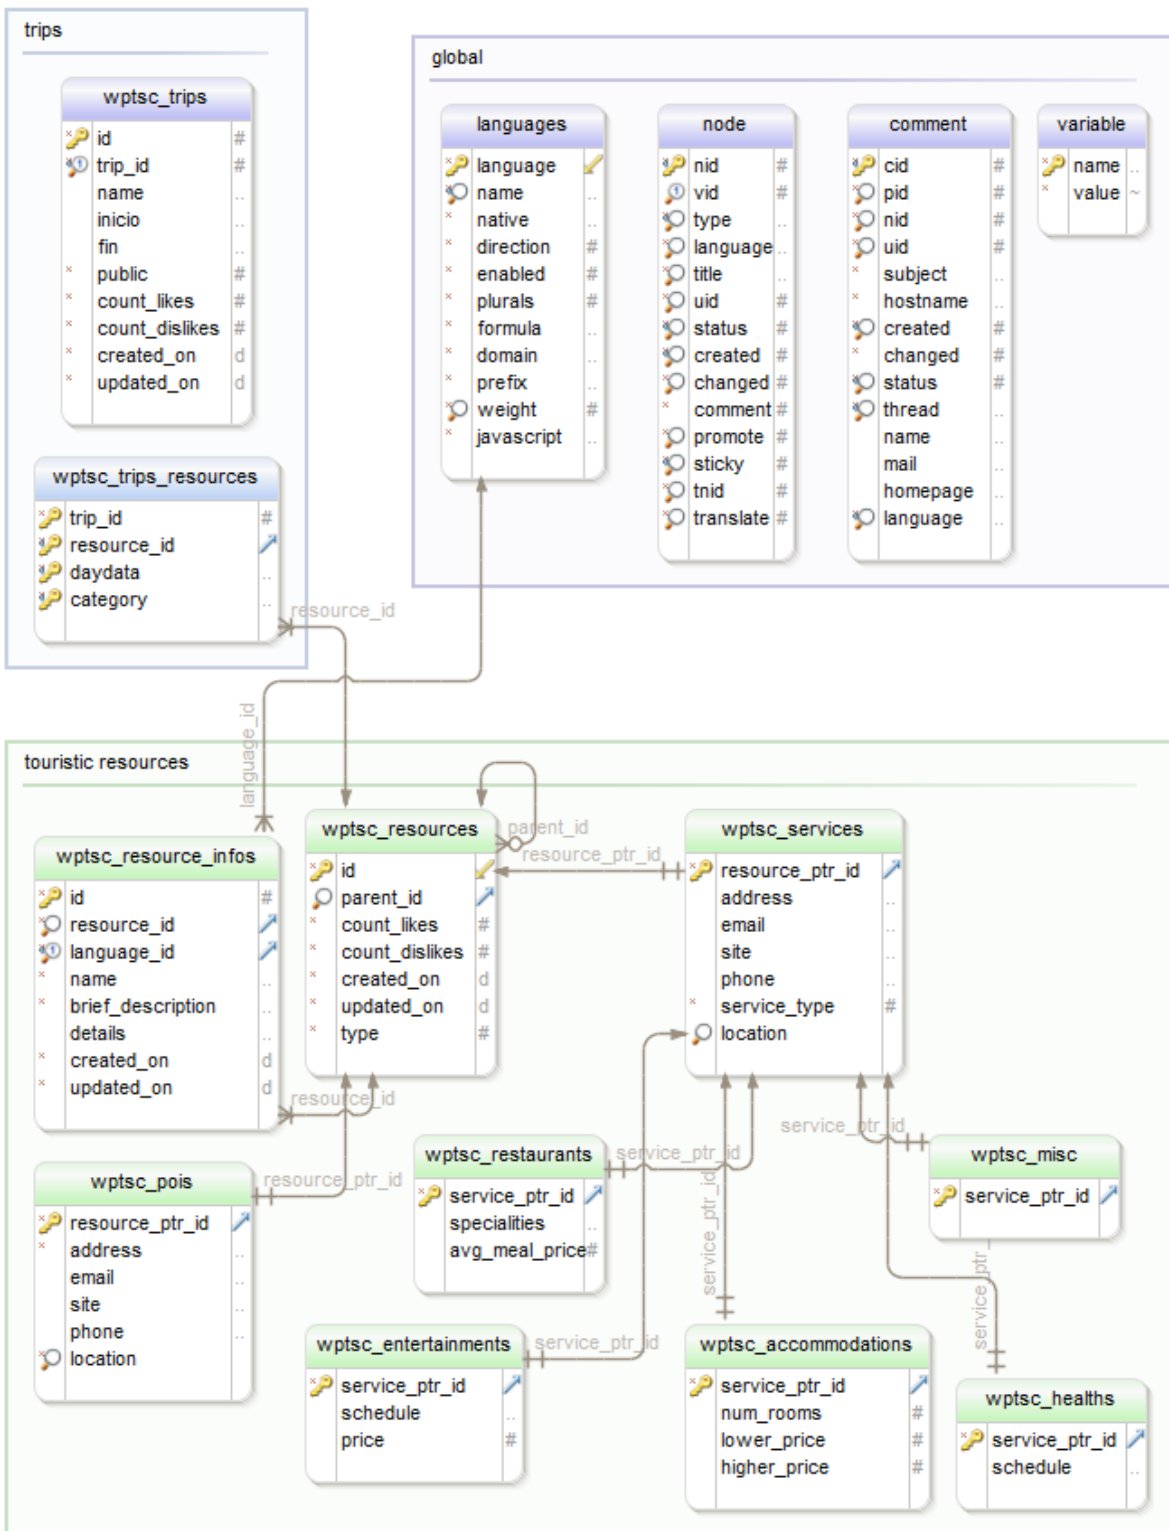 trips
wptsc_trips
id #
trip_id #
name ..
inicio ..
fin ..
public #
count_likes #
count_dislikes #
created_on d
updated_on d
wptsc_trips_resources
trip_id #
resource_id
daydata ..
category ..
global
languages
language
name ..
native ..
direction #
enabled #
plurals #
formula ..
domain ..
prefix ..
weight #
javascript ..
node
nid #
vid #
type ..
language ..
title ..
uid #
status #
created #
changed #
comment #
promote #
sticky #
tnid #
translate #
comment
cid #
pid #
nid #
uid #
subject ..
hostname ..
created #
changed #
status #
thread ..
name ..
mail ..
homepage ..
language ..
variable
name ..
value ~
resource_id
language_id
touristic resources
wptsc_resource_infos
id #
resource_id
language_id
name ..
brief_description ..
details ..
created_on d
updated_on d
wptsc_resources
id
parent_id
count_likes #
count_dislikes #
created_on d
updated_on d
type #
parent_id
resource_ptr_id
wptsc_services
resource_ptr_id
address ..
email ..
site ..
phone ..
service_type #
location
resource_id
resource_ptr_id
wptsc_pois
resource_ptr_id
address ..
email ..
site ..
phone ..
location
wptsc_restaurants
service_ptr_id
specialities ..
avg_meal_price #
service_ptr_id
service_ptr_id
service_ptr_id
wptsc_misc
service_ptr_id
service_ptr_
wptsc_entertainments
service_ptr_id
schedule ..
price #
service_ptr_id
wptsc_accommodations
service_ptr_id
num_rooms #
lower_price #
higher_price #
wptsc_healths
service_ptr_id
schedule ..